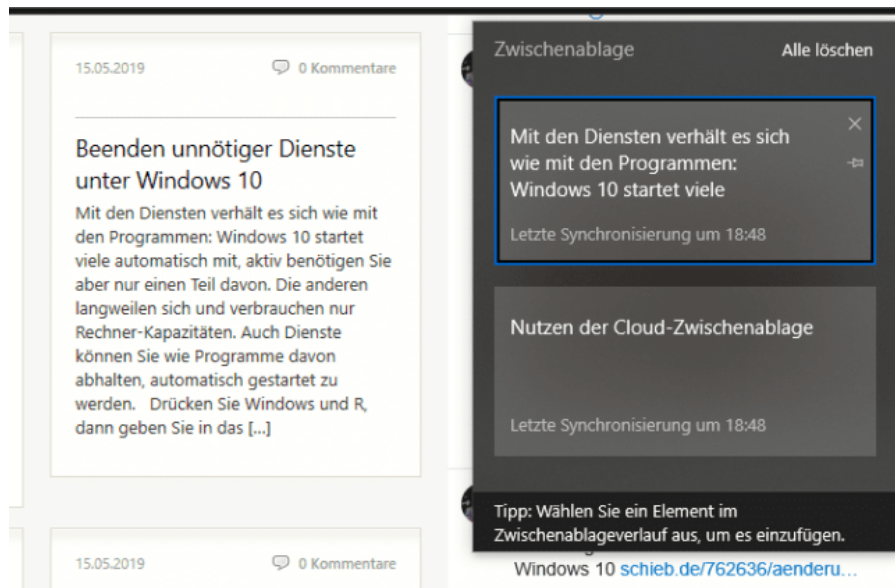 15.05.2019 0 Kommentare
Beenden unnötiger Dienste
unter Windows 10
Mit den Diensten verhält es sich wie mit
den Programmen: Windows 10 startet
viele automatisch mit, aktiv benötigen Sie
aber nur einen Teil davon. Die anderen
langweilen sich und verbrauchen nur
Rechner-Kapazitäten. Auch Dienste
können Sie wie Programme davon
abhalten, automatisch gestartet zu
werden. Drücken Sie Windows und R,
dann geben Sie in das [...]
15.05.2019 0 Kommentare
Zwischenablage Alle löschen
Mit den Diensten verhält es sich
wie mit den Programmen:
Windows 10 startet viele
Letzte Synchronisierung um 18:48
Nutzen der Cloud-Zwischenablage
Letzte Synchronisierung um 18:48
Tipp: Wählen Sie ein Element im
Zwischenablageverlauf aus, um es einzufügen.
Windows 10 schieb.de/762636/aenderu...